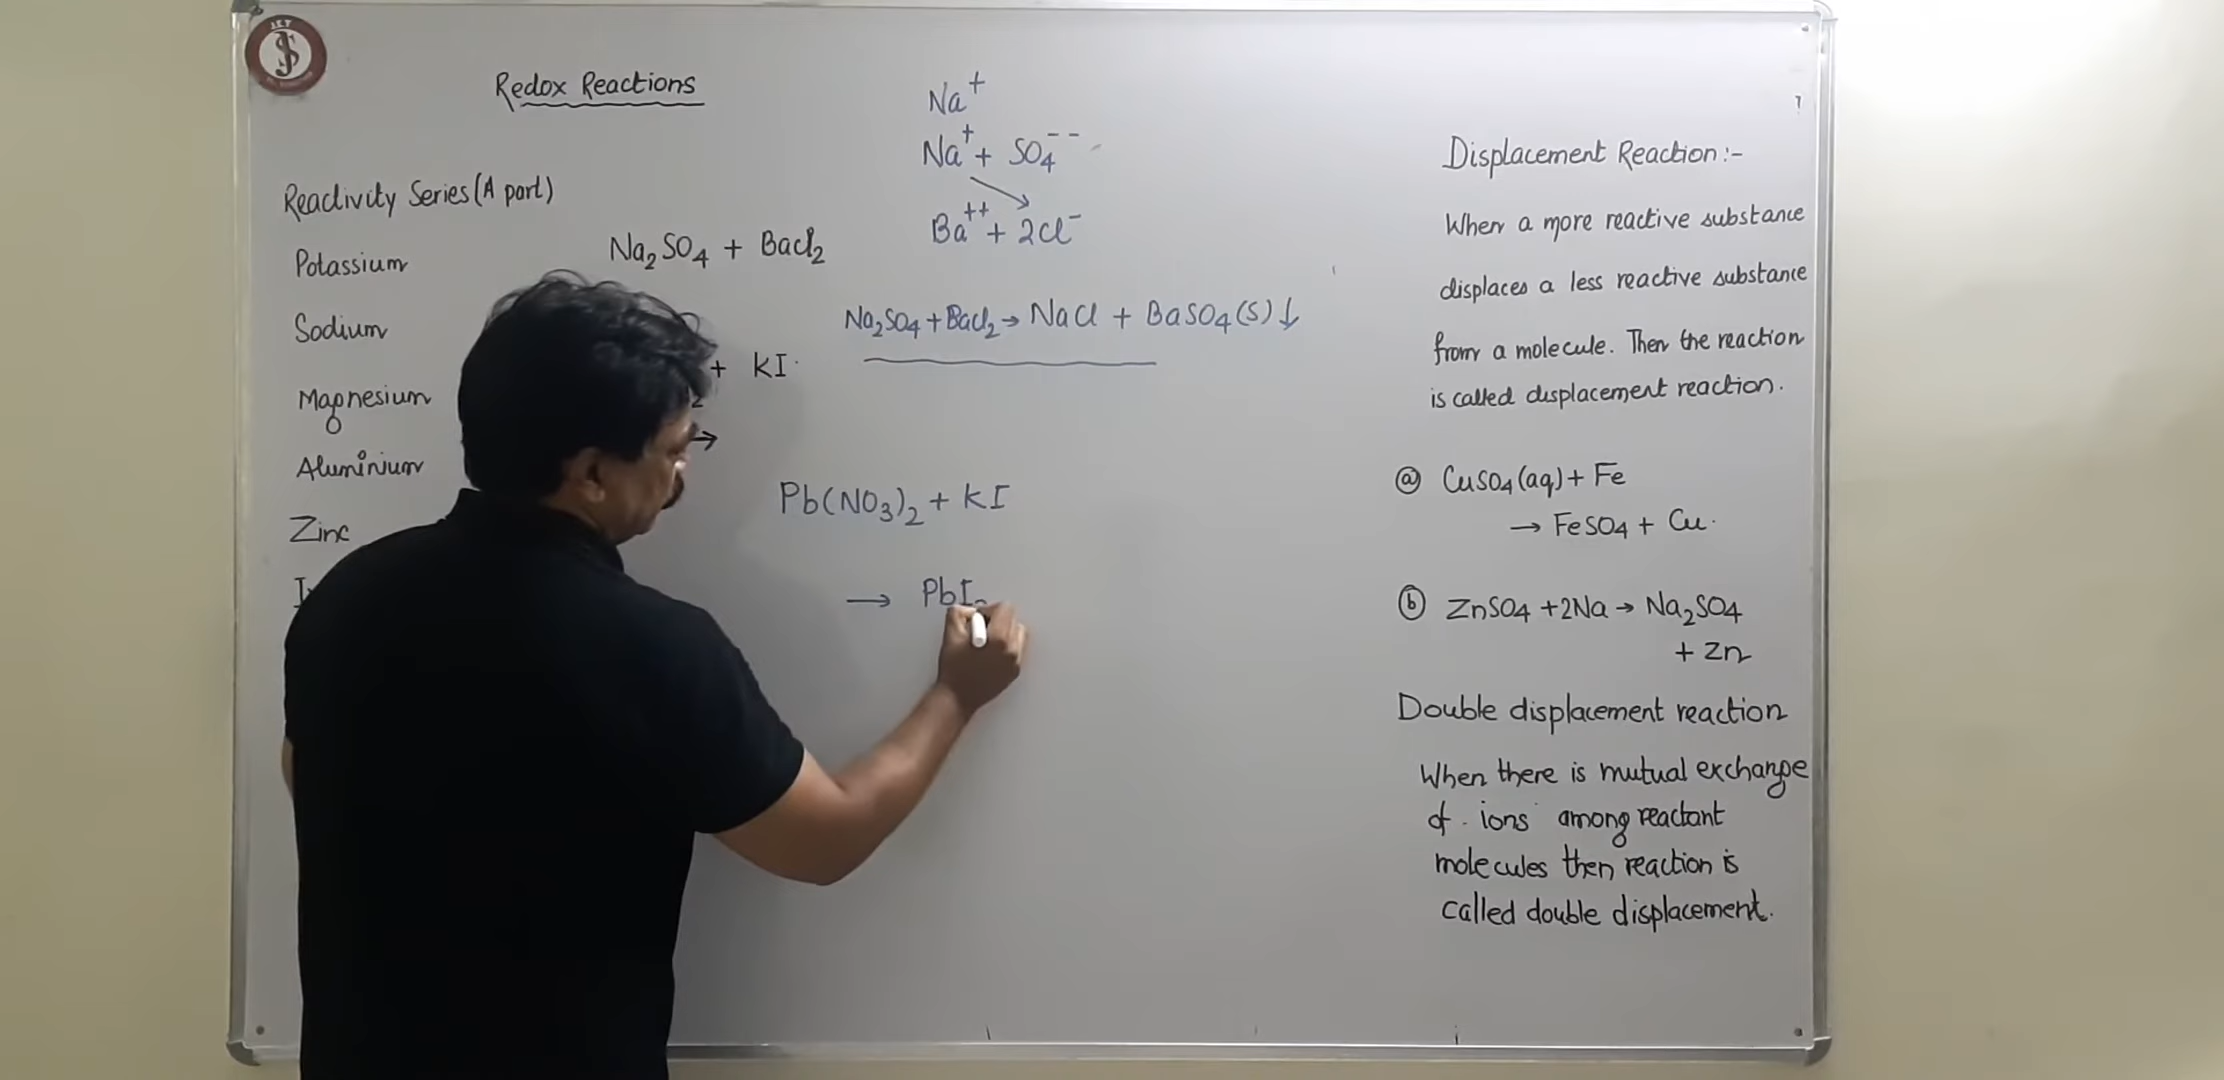 JET
Redox Reactions
Reactivity Series (A part)
Potassium
Sodium
Magnesium
Aluminium
Zinc
Na₂SO₄ + BaCl₂
+ KI
→
Na⁺
Na⁺ + SO₄⁻⁻
Ba⁺⁺ + 2Cl⁻
Na₂SO₄ + BaCl₂ → NaCl + BaSO₄(S)↓
Pb(NO₃)₂ + KI
→ PbI₂
Displacement Reaction:-
When a more reactive substance
displaces a less reactive substance
from a molecule. Then the reaction
is called displacement reaction.
ⓐ CuSO₄(aq) + Fe
→ FeSO₄ + Cu.
ⓑ ZnSO₄ + 2Na → Na₂SO₄
+ Zn
Double displacement reaction
When there is mutual exchange
of ions among reactant
molecules then reaction is
called double displacement.